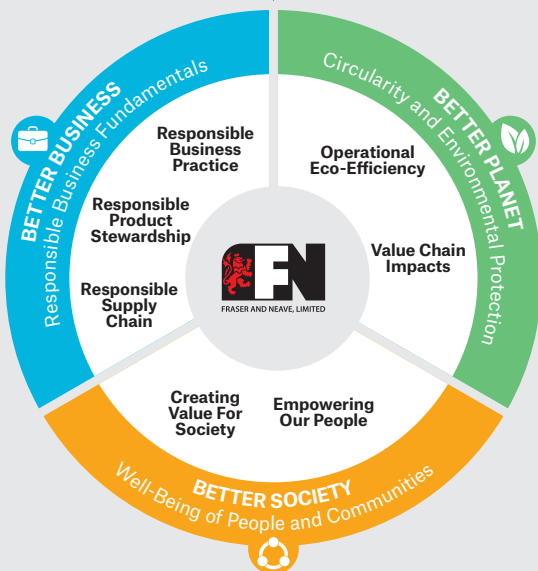 BETTER BUSINESS
Responsible Business Fundamentals
BETTER PLANET
Circularity and Environmental Protection
Responsible
Business
Practice
Responsible
Product
Stewardship
Responsible
Supply
Chain
Operational
Eco-Efficiency
Value Chain
Impacts
FN
FRASER AND NEAVE, LIMITED
Creating
Value For
Society
Empowering
Our People
BETTER SOCIETY
Well-Being of People and Communities